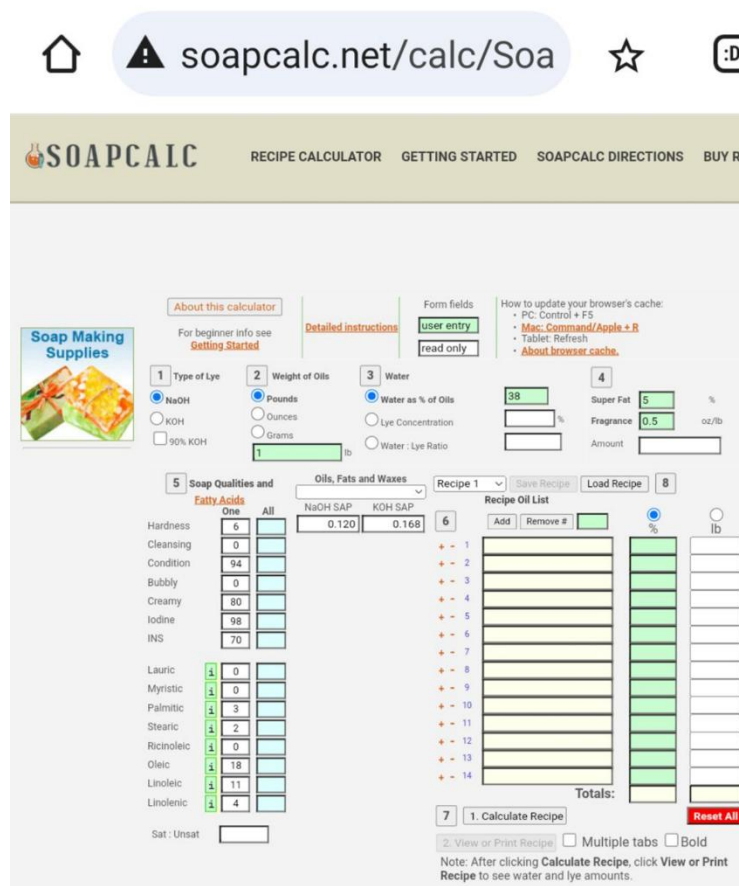 soapcalc.net/calc/Soa
:D
SOAPCALC
RECIPE CALCULATOR GETTING STARTED SOAPCALC DIRECTIONS BUY R
About this calculator
For beginner info see
Getting Started
Detailed instructions
Form fields
user entry
read only
How to update your browser's cache:
• PC: Control + F5
• Mac: Command/Apple + R
• Tablet: Refresh
• About browser cache.
Soap Making
Supplies
1 Type of Lye
NaOH
KOH
90% KOH
2 Weight of Oils
Pounds
Ounces
Grams
1 lb
3 Water
Water as % of Oils 38
Lye Concentration %
Water : Lye Ratio
4
Super Fat 5 %
Fragrance 0.5 oz/lb
Amount
5 Soap Qualities and
Fatty Acids
One All
Hardness 6
Cleansing 0
Condition 94
Bubbly 0
Creamy 80
Iodine 98
INS 70
Lauric i 0
Myristic i 0
Palmitic i 3
Stearic i 2
Ricinoleic i 0
Oleic i 18
Linoleic i 11
Linolenic i 4
Sat : Unsat
Oils, Fats and Waxes
NaOH SAP KOH SAP
0.120 0.168
Recipe 1 Save Recipe Load Recipe 8
Recipe Oil List
6 Add Remove # % lb
+ - 1
+ - 2
+ - 3
+ - 4
+ - 5
+ - 6
+ - 7
+ - 8
+ - 9
+ - 10
+ - 11
+ - 12
+ - 13
+ - 14
Totals:
7 1. Calculate Recipe Reset All
2. View or Print Recipe Multiple tabs Bold
Note: After clicking Calculate Recipe, click View or Print
Recipe to see water and lye amounts.